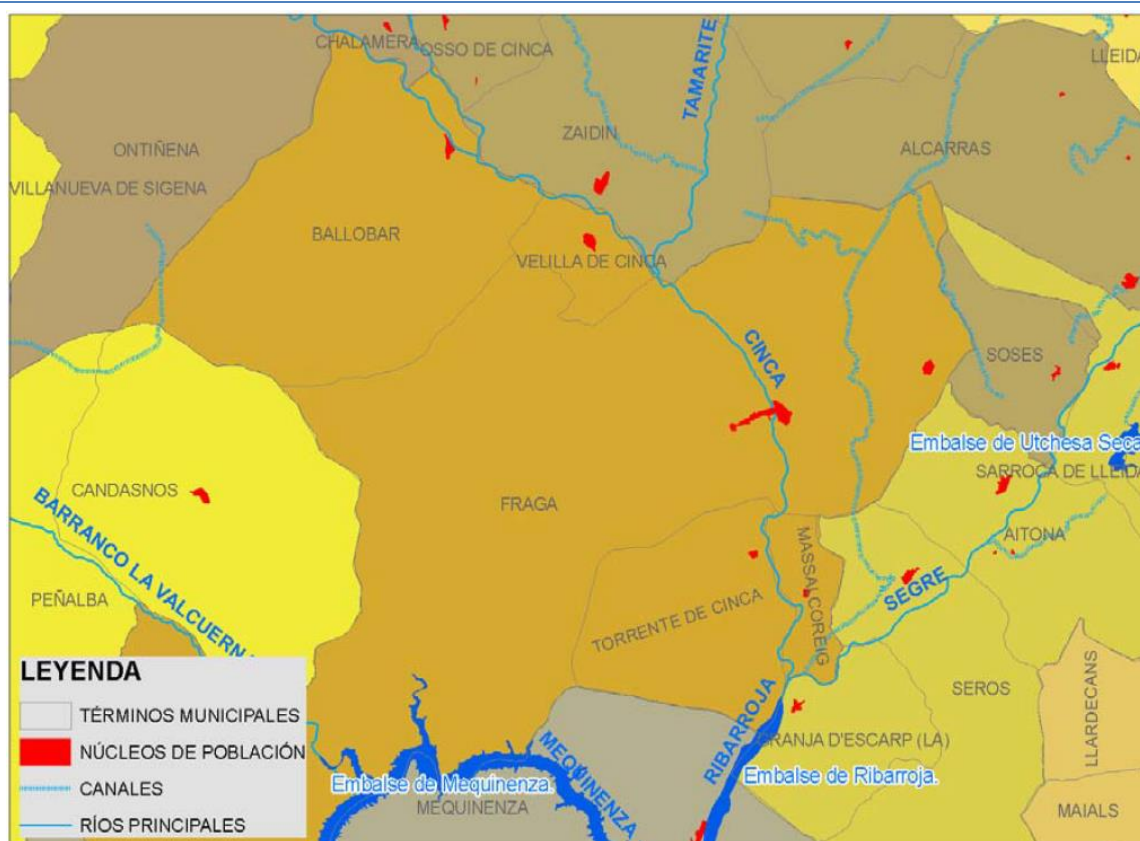 CHALAMERA
OSSO DE CINCA
TAMARITE
LLEIDA
ZAIDIN
ONTIÑENA
ALCARRAS
VILLANUEVA DE SIGENA
BALLOBAR
VELILLA DE CINCA
CINCA
SOSES
Embalse de Utchesa Seca
SARROCA DE LLEIDA
CANDASNOS
BARRANCO LA VALCUERN
FRAGA
MASSALCOREIG
AITONA
SEGRE
PEÑALBA
TORRENTE DE CINCA
SEROS
LLARDECANS
RIBARROJA
GRANJA D'ESCARP (LA)
MEQUINENZA
Embalse de Mequinenza.
Embalse de Ribarroja.
MEQUINENZA
MAIALS
LEYENDA
TÉRMINOS MUNICIPALES
NÚCLEOS DE POBLACIÓN
CANALES
RÍOS PRINCIPALES